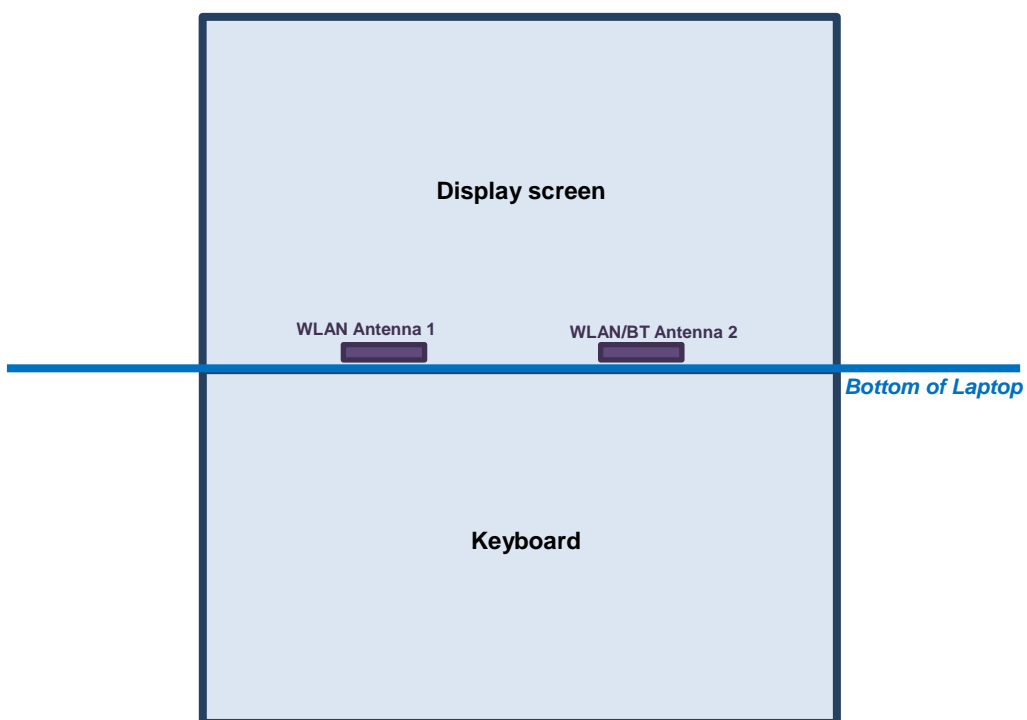 Display screen
WLAN Antenna 1
WLAN/BT Antenna 2
Bottom of Laptop
Keyboard